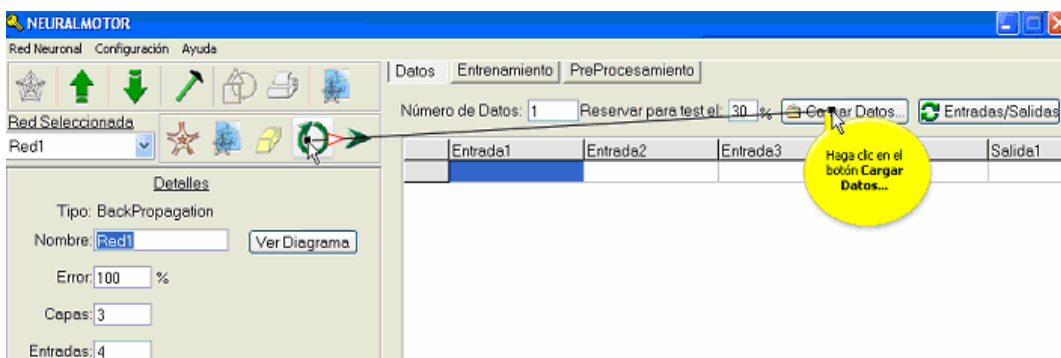 NEURALMOTOR
Red Neuronal Configuración Ayuda
Datos Entrenamiento PreProcesamiento
Número de Datos: 1 Reservar para test el: 30 % Cargar Datos... Entradas/Salidas
Red Seleccionada
Red1
Entrada1 Entrada2 Entrada3 Salida1
Haga clic en el
botón Cargar
Datos...
Detalles
Tipo: BackPropagation
Nombre: Red1 Ver Diagrama
Error: 100 %
Capas: 3
Entradas: 4